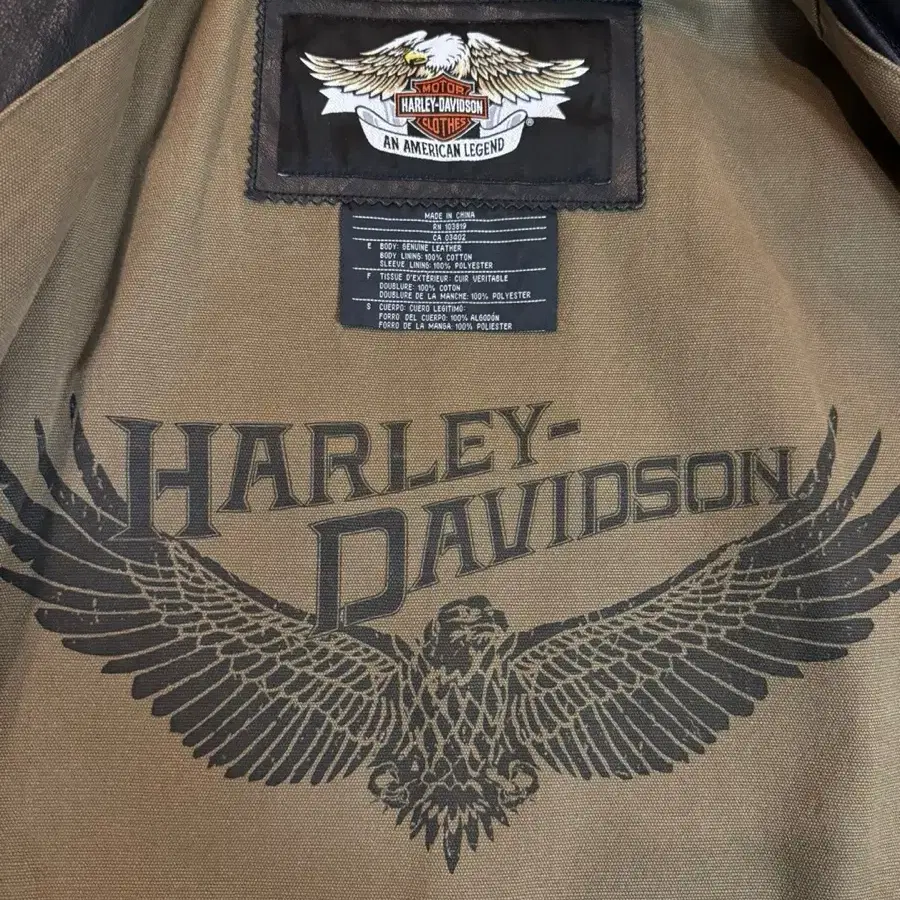 MOTOR
HARLEY-DAVIDSON
CLOTHES
®
AN AMERICAN LEGEND
MADE IN CHINA
RN 103819
CA 03402
E BODY: GENUINE LEATHER
BODY LINING: 100% COTTON
SLEEVE LINING: 100% POLYESTER
F TISSUE D'EXTÉRIEUR: CUIR VERITABLE
DOUBLURE: 100% COTON
DOUBLURE DE LA MANCHE: 100% POLYESTER
S CUERPO: CUERO LEGÍTIMO:
FORRO DEL CUERPO: 100% ALGODÓN
FORRO DE LA MANGA 100% POLIESTER
HARLEY-
DAVIDSON